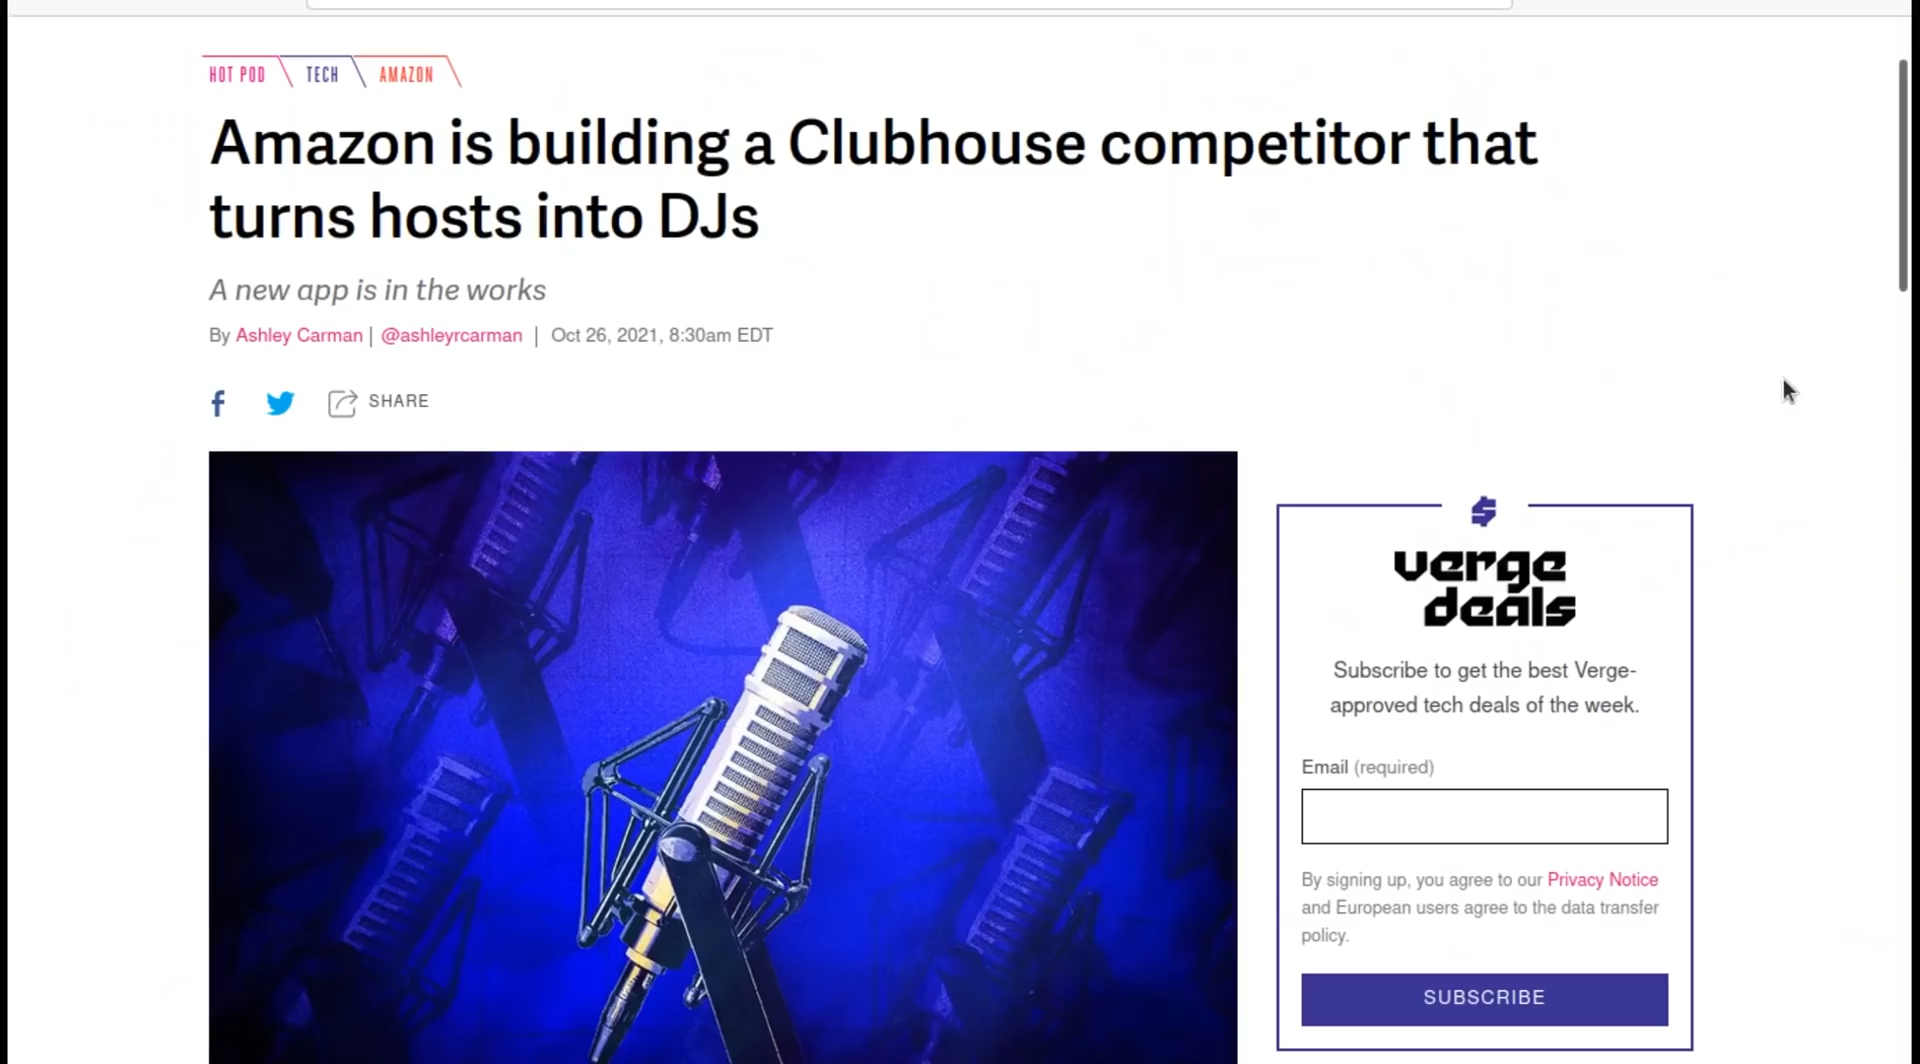 HOT POD TECH AMAZON
Amazon is building a Clubhouse competitor that
turns hosts into DJs
A new app is in the works
By Ashley Carman | @ashleyrcarman | Oct 26, 2021, 8:30am EDT
SHARE
verge
deals
Subscribe to get the best Verge-
approved tech deals of the week.
Email (required)
By signing up, you agree to our Privacy Notice
and European users agree to the data transfer
policy.
SUBSCRIBE